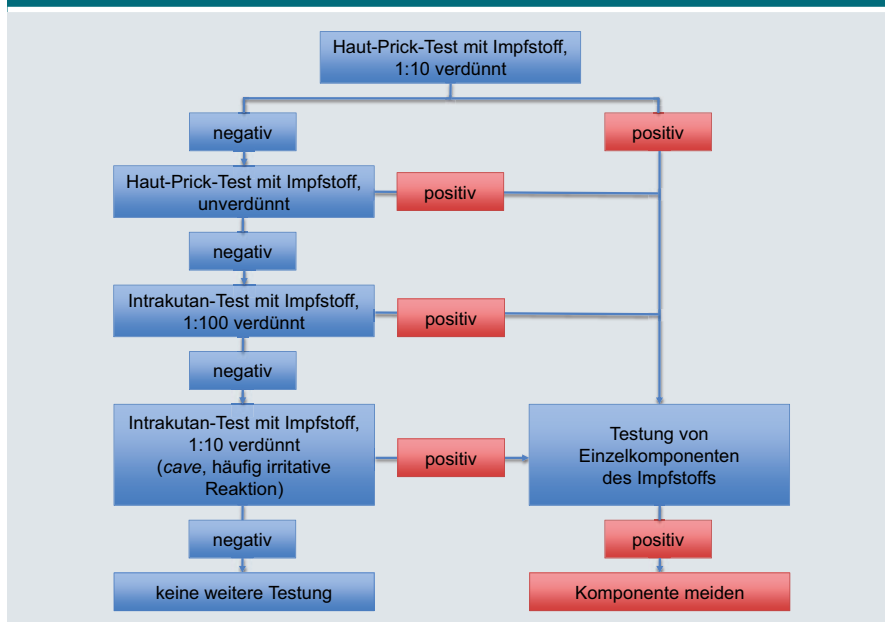 Haut-Prick-Test mit Impfstoff,
1:10 verdünnt
negativ
positiv
Haut-Prick-Test mit Impfstoff,
unverdünnt
positiv
negativ
Intrakutan-Test mit Impfstoff,
1:100 verdünnt
positiv
negativ
Intrakutan-Test mit Impfstoff,
1:10 verdünnt
(cave, häufig irritative
Reaktion)
positiv
Testung von
Einzelkomponenten
des Impfstoffs
negativ
positiv
keine weitere Testung
Komponente meiden